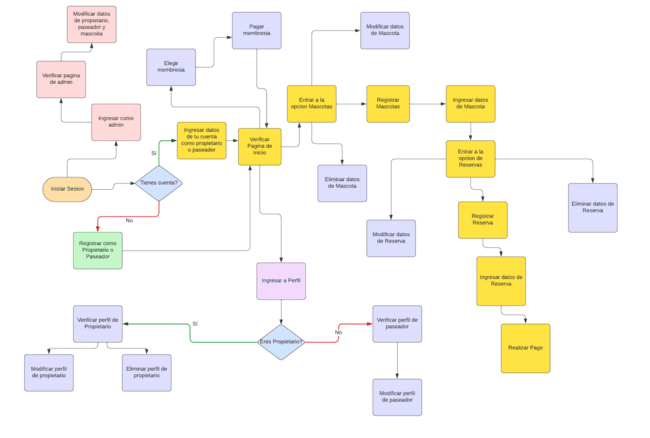 Modificar datos
de propietario,
paseador y
mascota
Verificar pagina
de admin
Ingresar como
admin
Iniciar Sesion
Tienes cuenta?
Sí
No
Ingresar datos
de tu cuenta
como propietario
o paseador
Registrar como
Propietario o
Paseador
Elegir
membresia
Pagar
membresia
Verificar
Pagina de
Inicio
Entrar a la
opcion Mascotas
Modificar datos
de Mascota
Registrar
Mascotas
Ingresar datos
de Mascota
Eliminar datos
de Mascota
Entrar a la
opcion de
Reservas
Modificar datos
de Reserva
Eliminar datos de
Reserva
Registrar
Reserva
Ingresar datos de
Reserva
Realizar Pago
Ingresar a Perfil
Eres Propietario?
Sí
No
Verificar perfil de
Propietario
Modificar perfil
de propietario
Eliminar perfil de
propietario
Verificar perfil de
paseador
Modificar perfil
de paseador